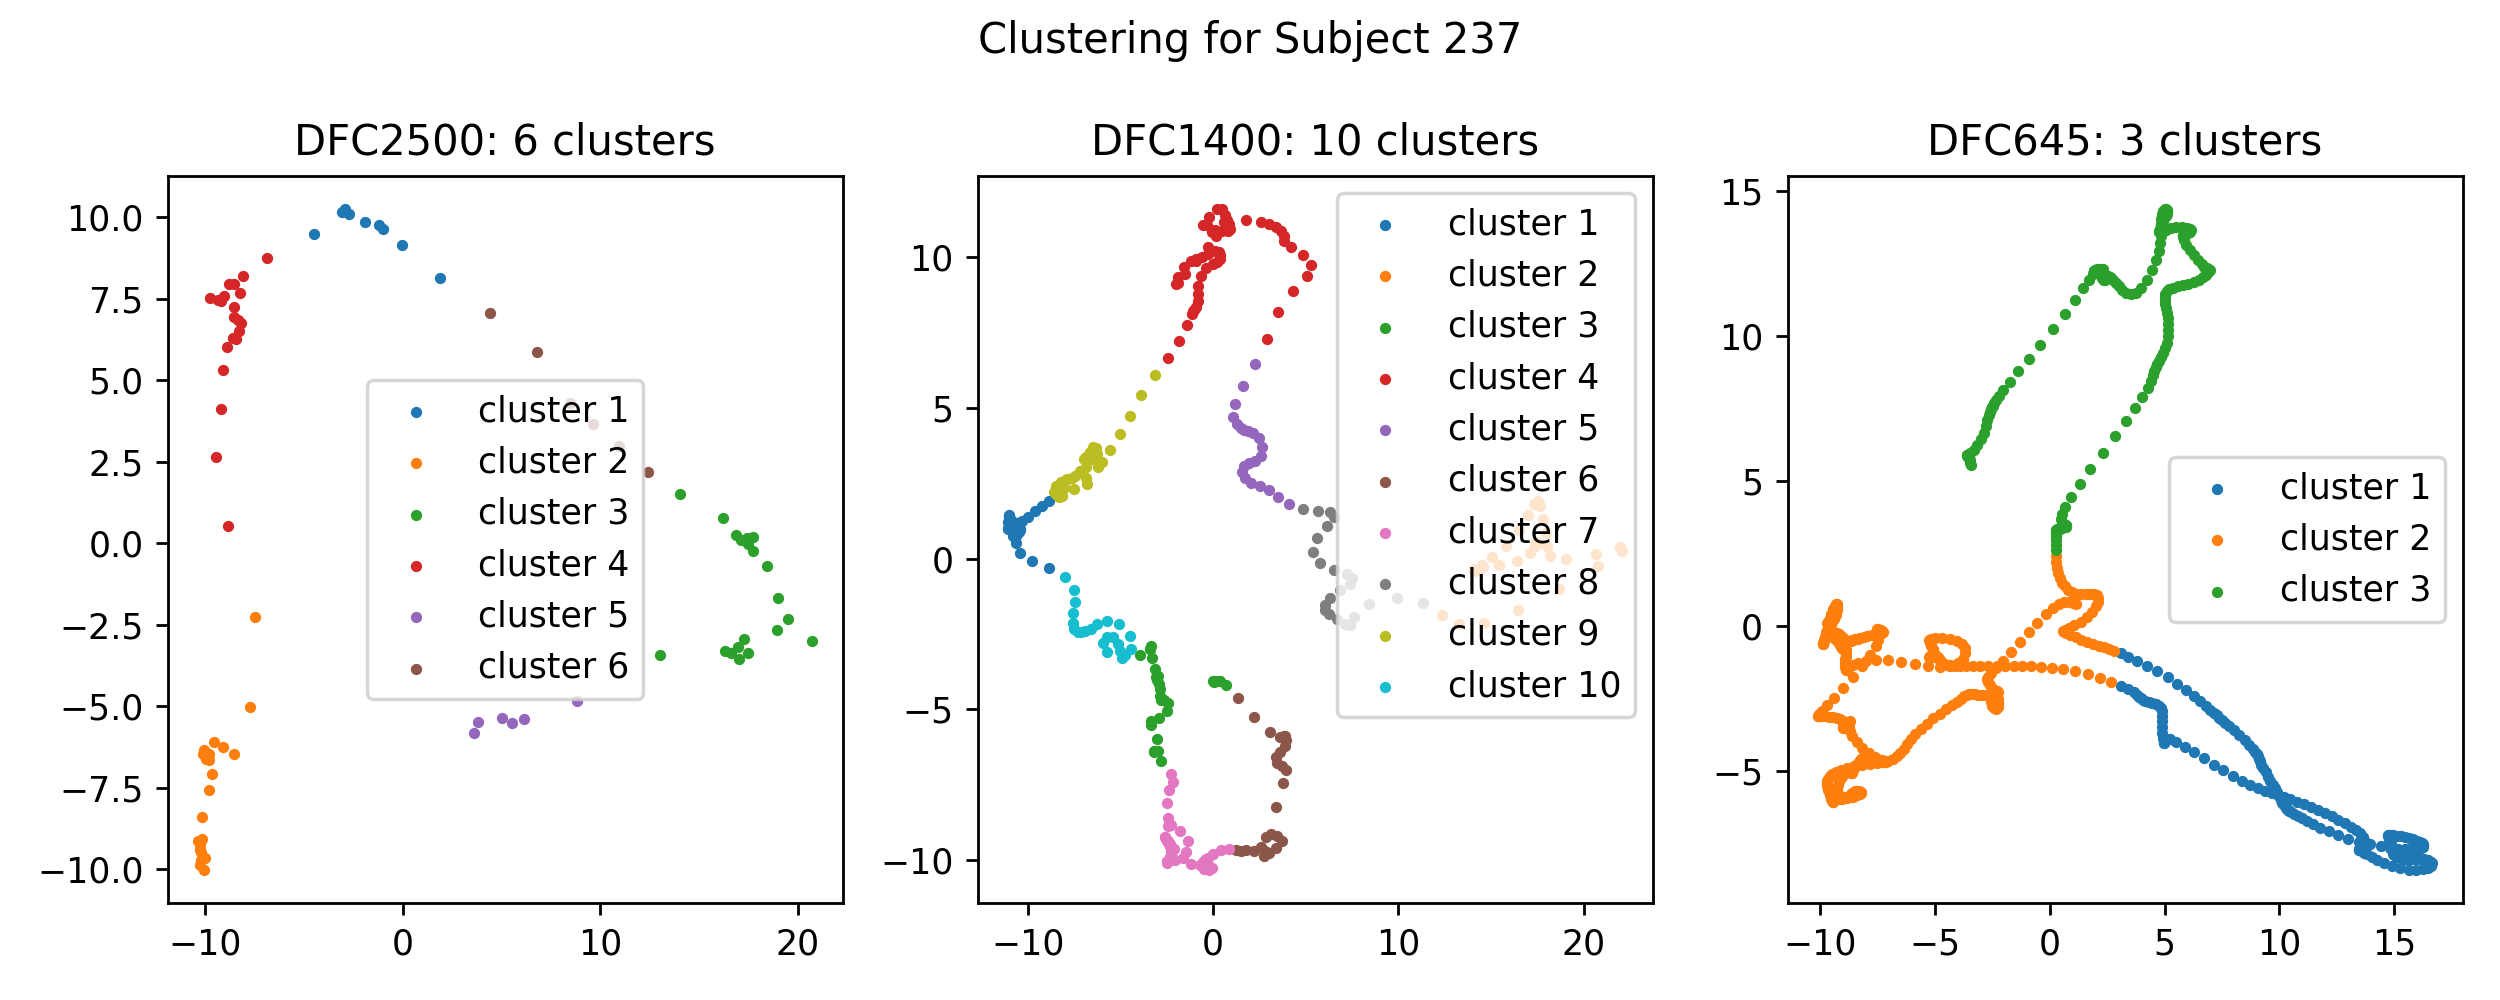 Clustering for Subject 237
DFC2500: 6 clusters
10.0
7.5
5.0
2.5
0.0
−2.5
−5.0
−7.5
−10.0
−10
0
10
20
cluster 1
cluster 2
cluster 3
cluster 4
cluster 5
cluster 6
DFC1400: 10 clusters
10
5
0
−5
−10
−10
0
10
20
cluster 1
cluster 2
cluster 3
cluster 4
cluster 5
cluster 6
cluster 7
cluster 8
cluster 9
cluster 10
DFC645: 3 clusters
15
10
5
0
−5
−10
−5
0
5
10
15
cluster 1
cluster 2
cluster 3